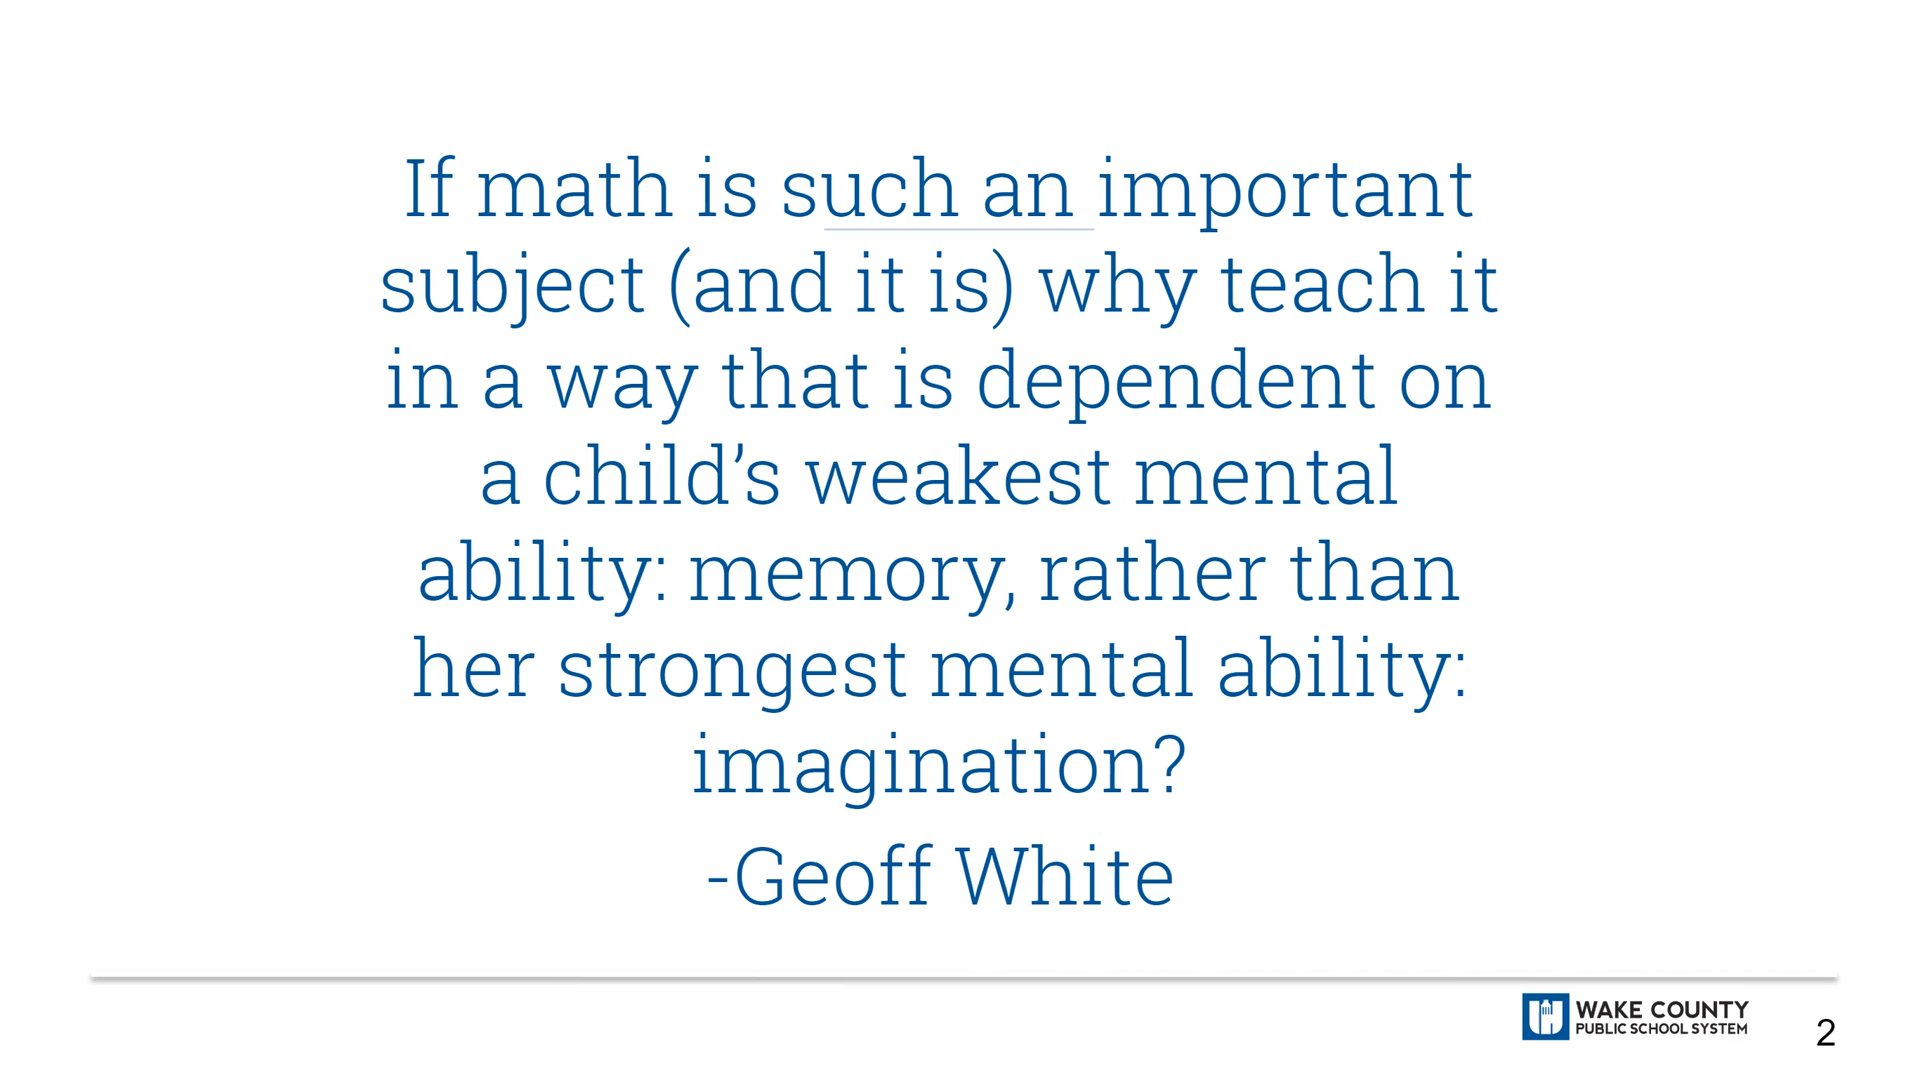 If math is such an important
subject (and it is) why teach it
in a way that is dependent on
a child’s weakest mental
ability: memory, rather than
her strongest mental ability:
imagination?
-Geoff White
WAKE COUNTY
PUBLIC SCHOOL SYSTEM
2